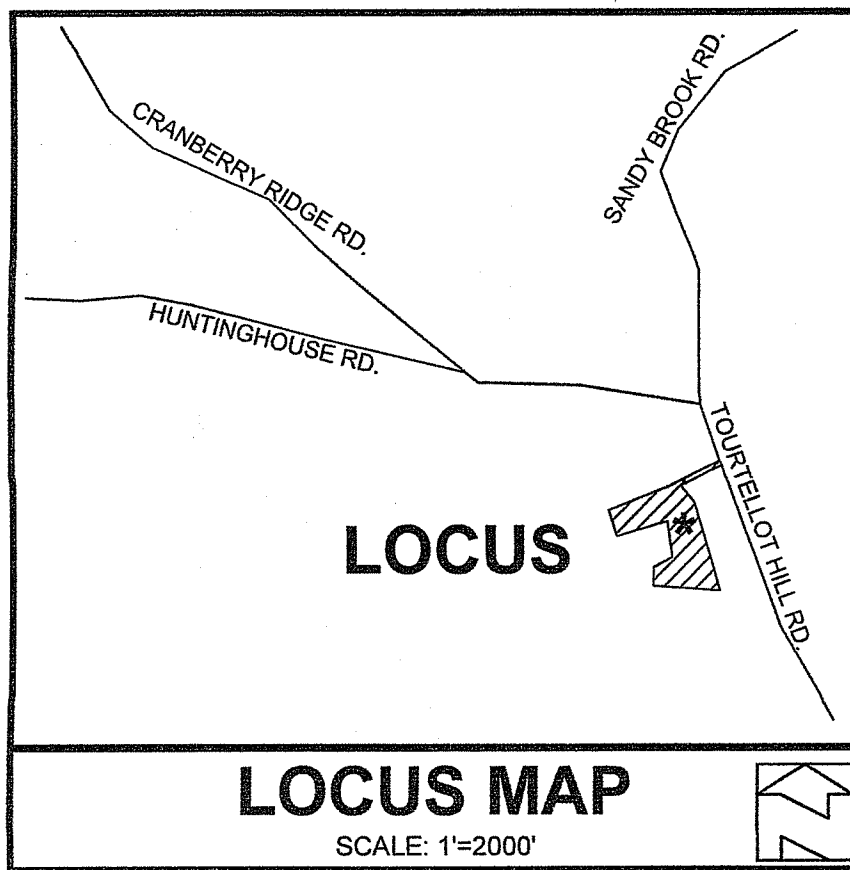 CRANBERRY RIDGE RD.
SANDY BROOK RD.
HUNTINGHOUSE RD.
TOURTELLOT HILL RD.
LOCUS
LOCUS MAP
SCALE: 1'=2000'